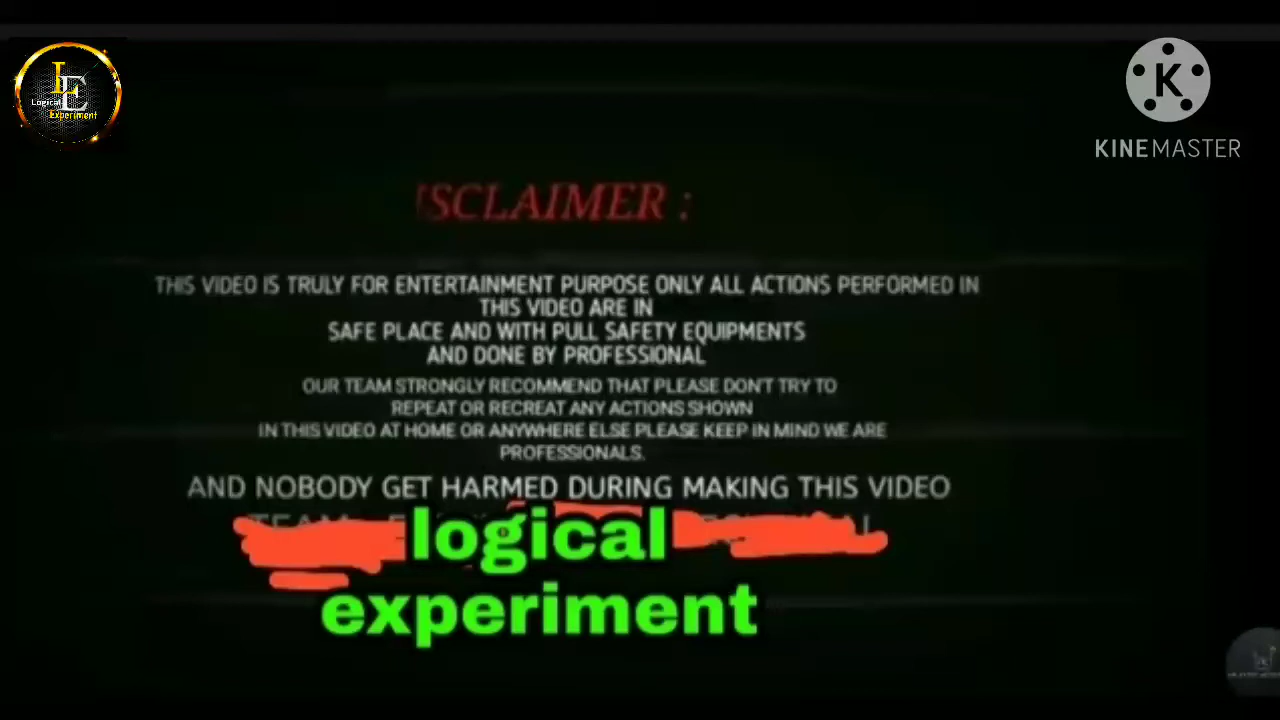 LE
Logical
Experiment
K
KINEMASTER
ISCLAIMER :
THIS VIDEO IS TRULY FOR ENTERTAINMENT PURPOSE ONLY ALL ACTIONS PERFORMED IN
THIS VIDEO ARE IN
SAFE PLACE AND WITH PULL SAFETY EQUIPMENTS
AND DONE BY PROFESSIONAL
OUR TEAM STRONGLY RECOMMEND THAT PLEASE DON'T TRY TO
REPEAT OR RECREAT ANY ACTIONS SHOWN
IN THIS VIDEO AT HOME OR ANYWHERE ELSE PLEASE KEEP IN MIND WE ARE
PROFESSIONALS.
AND NOBODY GET HARMED DURING MAKING THIS VIDEO
logical
experiment